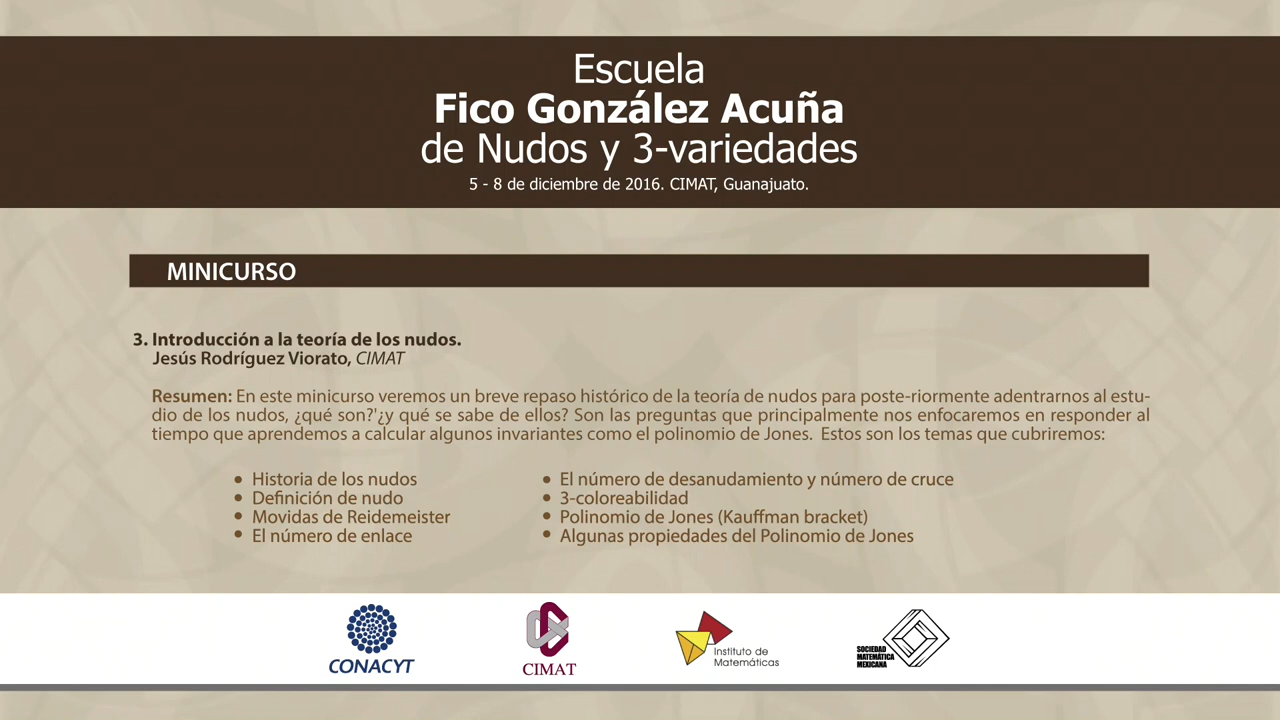 Escuela
Fico González Acuña
de Nudos y 3-variedades
5 - 8 de diciembre de 2016. CIMAT, Guanajuato.
MINICURSO
3. Introducción a la teoría de los nudos.
Jesús Rodríguez Viorato, CIMAT
Resumen: En este minicurso veremos un breve repaso histórico de la teoría de nudos para poste-riormente adentrarnos al estu-
dio de los nudos, ¿qué son?'¿y qué se sabe de ellos? Son las preguntas que principalmente nos enfocaremos en responder al
tiempo que aprendemos a calcular algunos invariantes como el polinomio de Jones. Estos son los temas que cubriremos:
• Historia de los nudos
• Definición de nudo
• Movidas de Reidemeister
• El número de enlace
• El número de desanudamiento y número de cruce
• 3-coloreabilidad
• Polinomio de Jones (Kauffman bracket)
• Algunas propiedades del Polinomio de Jones
CONACYT
CIMAT
Instituto de
Matemáticas
SOCIEDAD
MATEMÁTICA
MEXICANA